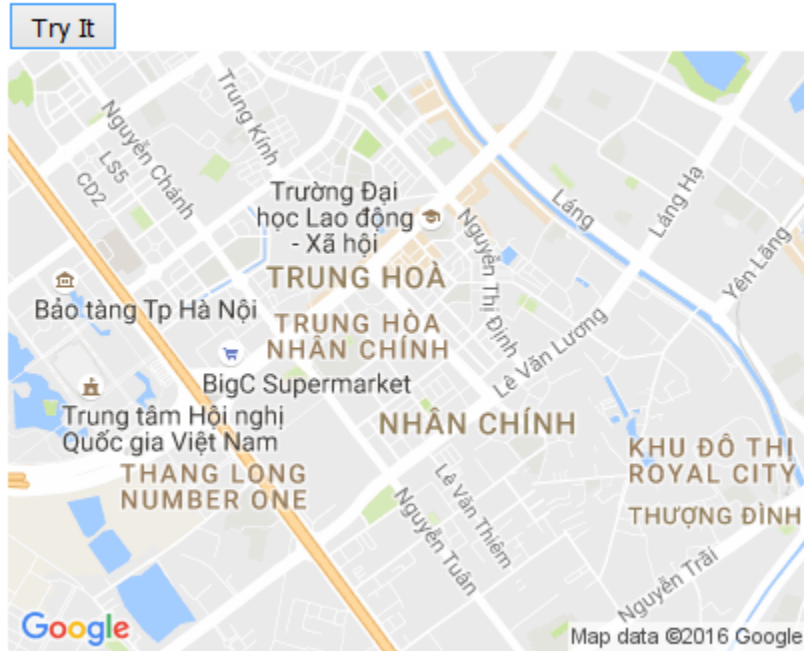 Try It
Trung Kính
Nguyễn Chánh
LS5
CD2
Trường Đại
học Lao động
- Xã hội
Láng
Láng Hạ
Yên Lãng
Nguyễn Thị Định
TRUNG HOÀ
Bảo tàng Tp Hà Nội
TRUNG HÒA
NHÂN CHÍNH
Lê Văn Lương
BigC Supermarket
Trung tâm Hội nghị
Quốc gia Việt Nam
NHÂN CHÍNH
KHU ĐÔ THỊ
ROYAL CITY
THANG LONG
NUMBER ONE
Lê Văn Thiêm
Nguyễn Tuân
THƯỢNG ĐÌNH
Nguyễn Trãi
Google
Map data ©2016 Google